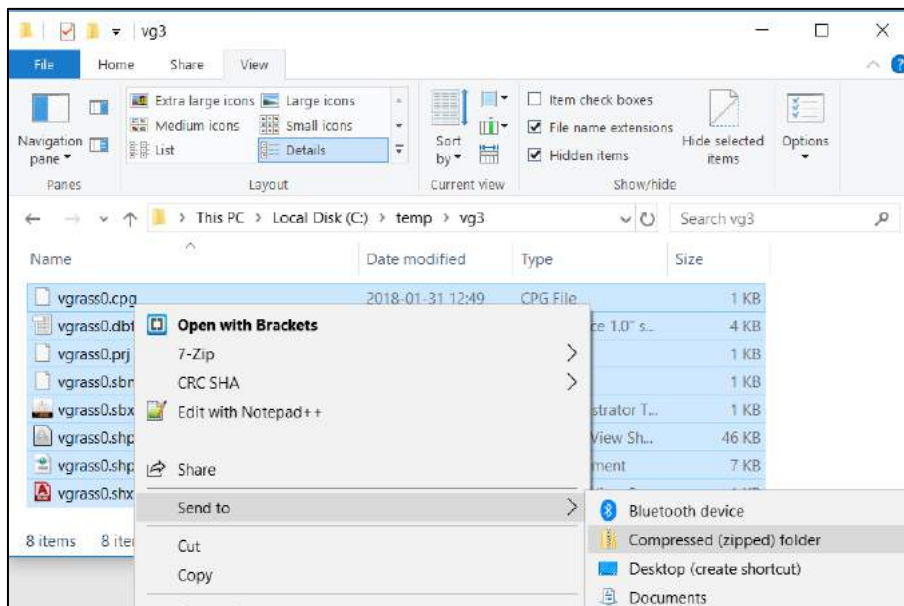 vg3
File Home Share View
Extra large icons Large icons
Medium icons Small icons
List Details
Navigation pane
Sort by
Item check boxes
File name extensions
Hidden items
Hide selected items
Options
Panes Layout Current view Show/hide
This PC > Local Disk (C:) > temp > vg3 Search vg3
Name Date modified Type Size
vgrass0.cpg 2018-01-31 12:49 CPG File 1 KB
vgrass0.dbf 1.0" s... 4 KB
vgrass0.prj 1 KB
vgrass0.sbn 1 KB
vgrass0.sbx strator T... 1 KB
vgrass0.shp View Sh... 46 KB
vgrass0.shp ment 7 KB
vgrass0.shx
Open with Brackets
7-Zip
CRC SHA
Edit with Notepad++
Share
Send to
Cut
Copy
Bluetooth device
Compressed (zipped) folder
Desktop (create shortcut)
Documents
8 items